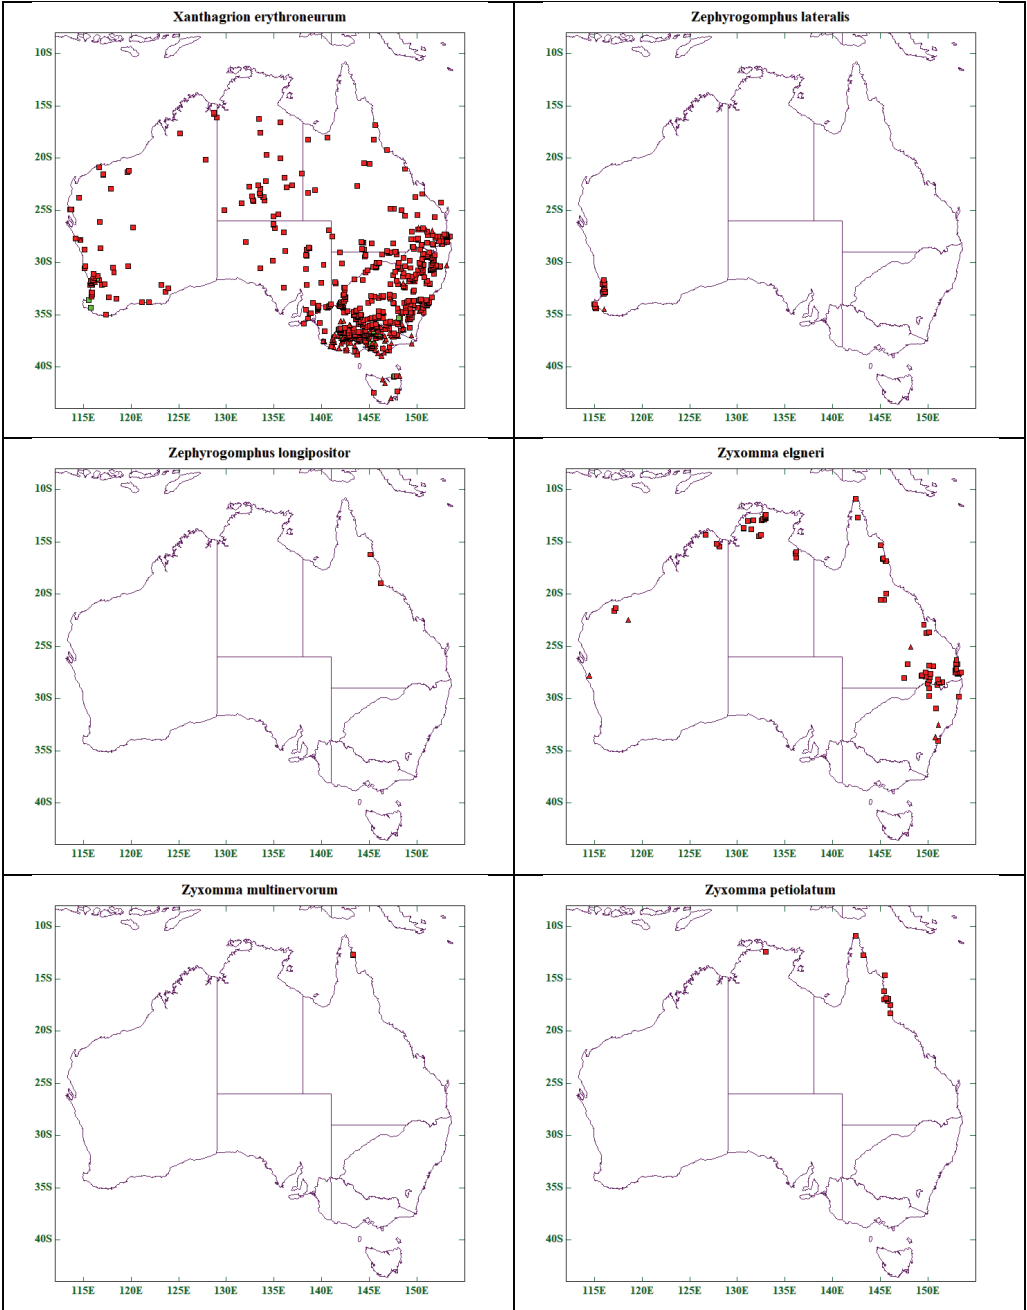 Xanthagrion erythroneurum
10S
15S
20S
25S
30S
35S
40S
115E 120E 125E 130E 135E 140E 145E 150E
Zephyrogomphus lateralis
10S
15S
20S
25S
30S
35S
40S
115E 120E 125E 130E 135E 140E 145E 150E
Zephyrogomphus longipositor
10S
15S
20S
25S
30S
35S
40S
115E 120E 125E 130E 135E 140E 145E 150E
Zyxomma elgneri
10S
15S
20S
25S
30S
35S
40S
115E 120E 125E 130E 135E 140E 145E 150E
Zyxomma multinervorum
10S
15S
20S
25S
30S
35S
40S
115E 120E 125E 130E 135E 140E 145E 150E
Zyxomma petiolatum
10S
15S
20S
25S
30S
35S
40S
115E 120E 125E 130E 135E 140E 145E 150E